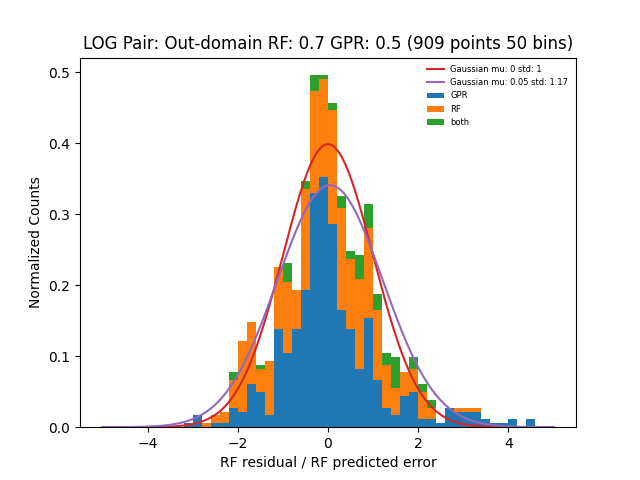 LOG Pair: Out-domain RF: 0.7 GPR: 0.5 (909 points 50 bins)
Gaussian mu: 0 std: 1
Gaussian mu: 0.05 std: 1.17
GPR
RF
both
Normalized Counts
0.5
0.4
0.3
0.2
0.1
0.0
−4 −2 0 2 4
RF residual / RF predicted error